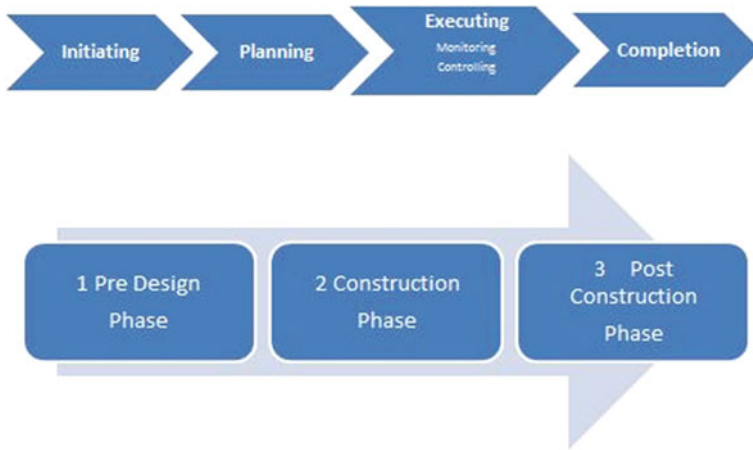 Initiating
Planning
Executing
Monitoring
Controlling
Completion
1 Pre Design
Phase
2 Construction
Phase
3 Post
Construction
Phase